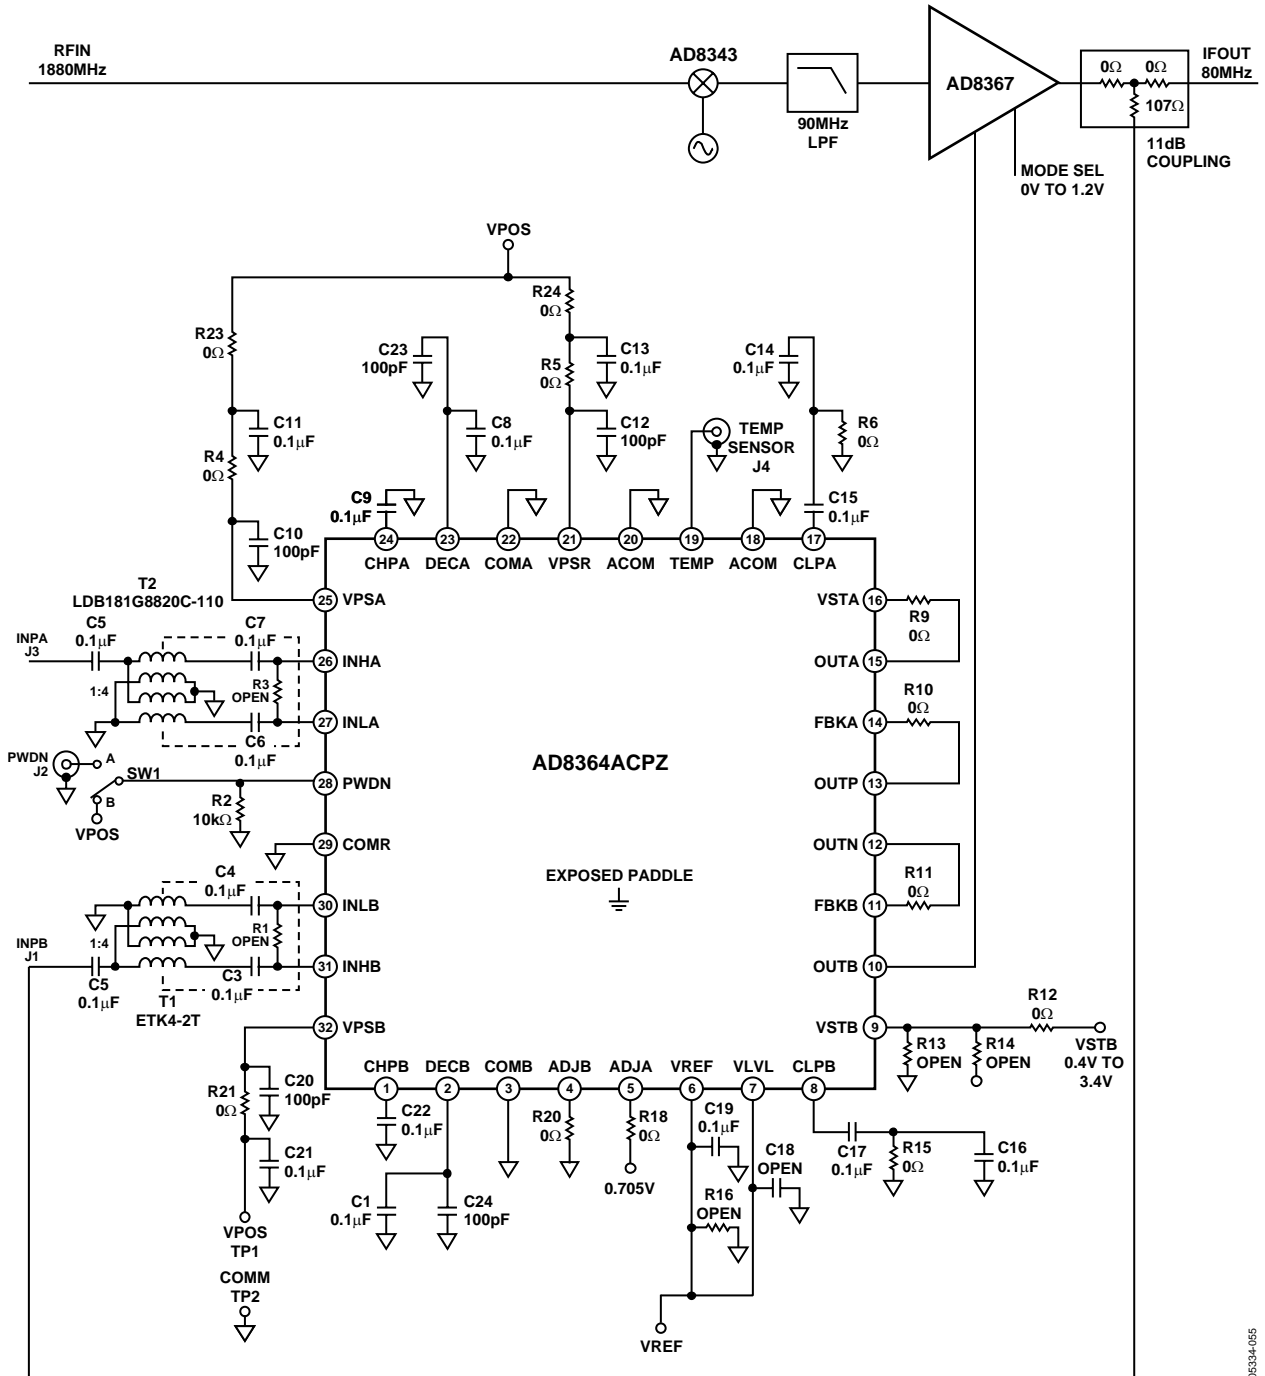 RFIN
1880MHz
AD8343
90MHz
LPF
AD8367
MODE SEL
0V TO 1.2V
0Ω
0Ω
107Ω
11dB
COUPLING
IFOUT
80MHz
VPOS
R23
0Ω
C11
0.1µF
R4
0Ω
C10
100pF
C23
100pF
C8
0.1µF
R24
0Ω
C13
0.1µF
R5
0Ω
C12
100pF
TEMP
SENSOR
J4
C14
0.1µF
R6
0Ω
C15
0.1µF
C9
0.1µF
24
23
22
21
20
19
18
17
CHPA
DECA
COMA
VPSR
ACOM
TEMP
ACOM
CLPA
T2
LDB181G8820C-110
INPA
J3
C5
0.1µF
C7
0.1µF
1:4
R3
OPEN
C6
0.1µF
25
VPSA
26
INHA
27
INLA
PWDN
J2
A
SW1
B
VPOS
R2
10kΩ
28
PWDN
29
COMR
C4
0.1µF
INPB
J1
1:4
R1
OPEN
C5
0.1µF
C3
0.1µF
T1
ETK4-2T
30
INLB
31
INHB
32
VPSB
AD8364ACPZ
EXPOSED PADDLE
VSTA
16
R9
0Ω
OUTA
15
R10
0Ω
FBKA
14
OUTP
13
OUTN
12
R11
0Ω
FBKB
11
OUTB
10
VSTB
9
R12
0Ω
R13
OPEN
R14
OPEN
VSTB
0.4V TO
3.4V
CHPB
DECB
COMB
ADJB
ADJA
VREF
VLVL
CLPB
1
2
3
4
5
6
7
8
R21
0Ω
C20
100pF
C21
0.1µF
VPOS
TP1
COMM
TP2
C22
0.1µF
C1
0.1µF
C24
100pF
R20
0Ω
R18
0Ω
0.705V
C19
0.1µF
C18
OPEN
R16
OPEN
VREF
C17
0.1µF
R15
0Ω
C16
0.1µF
05334-055